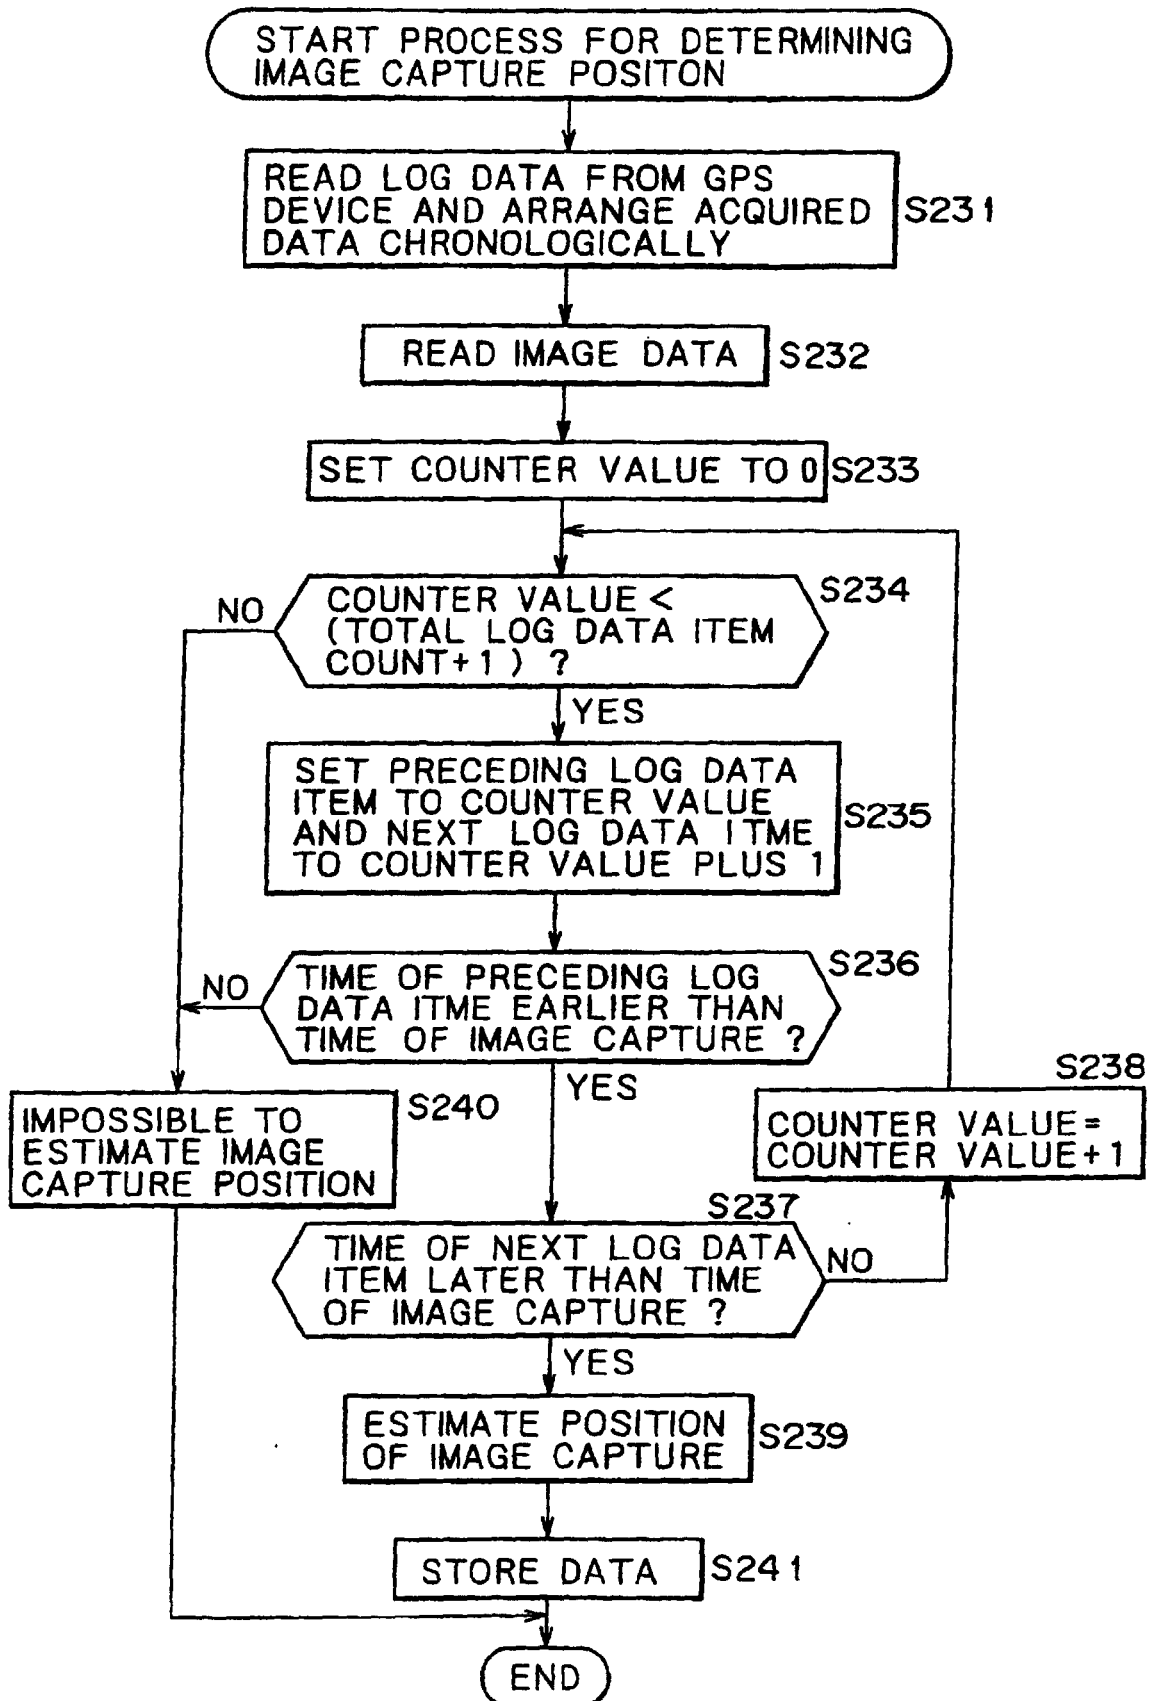 START PROCESS FOR DETERMINING
IMAGE CAPTURE POSITON
READ LOG DATA FROM GPS
DEVICE AND ARRANGE ACQUIRED
DATA CHRONOLOGICALLY
S231
READ IMAGE DATA
S232
SET COUNTER VALUE TO 0
S233
S234
COUNTER VALUE <
(TOTAL LOG DATA ITEM
COUNT+1) ?
NO
YES
SET PRECEDING LOG DATA
ITEM TO COUNTER VALUE
AND NEXT LOG DATA ITME
TO COUNTER VALUE PLUS 1
S235
S236
TIME OF PRECEDING LOG
DATA ITME EARLIER THAN
TIME OF IMAGE CAPTURE ?
NO
YES
S238
COUNTER VALUE=
COUNTER VALUE+1
S240
IMPOSSIBLE TO
ESTIMATE IMAGE
CAPTURE POSITION
S237
TIME OF NEXT LOG DATA
ITEM LATER THAN TIME
OF IMAGE CAPTURE ?
NO
YES
ESTIMATE POSITION
OF IMAGE CAPTURE
S239
STORE DATA
S241
END